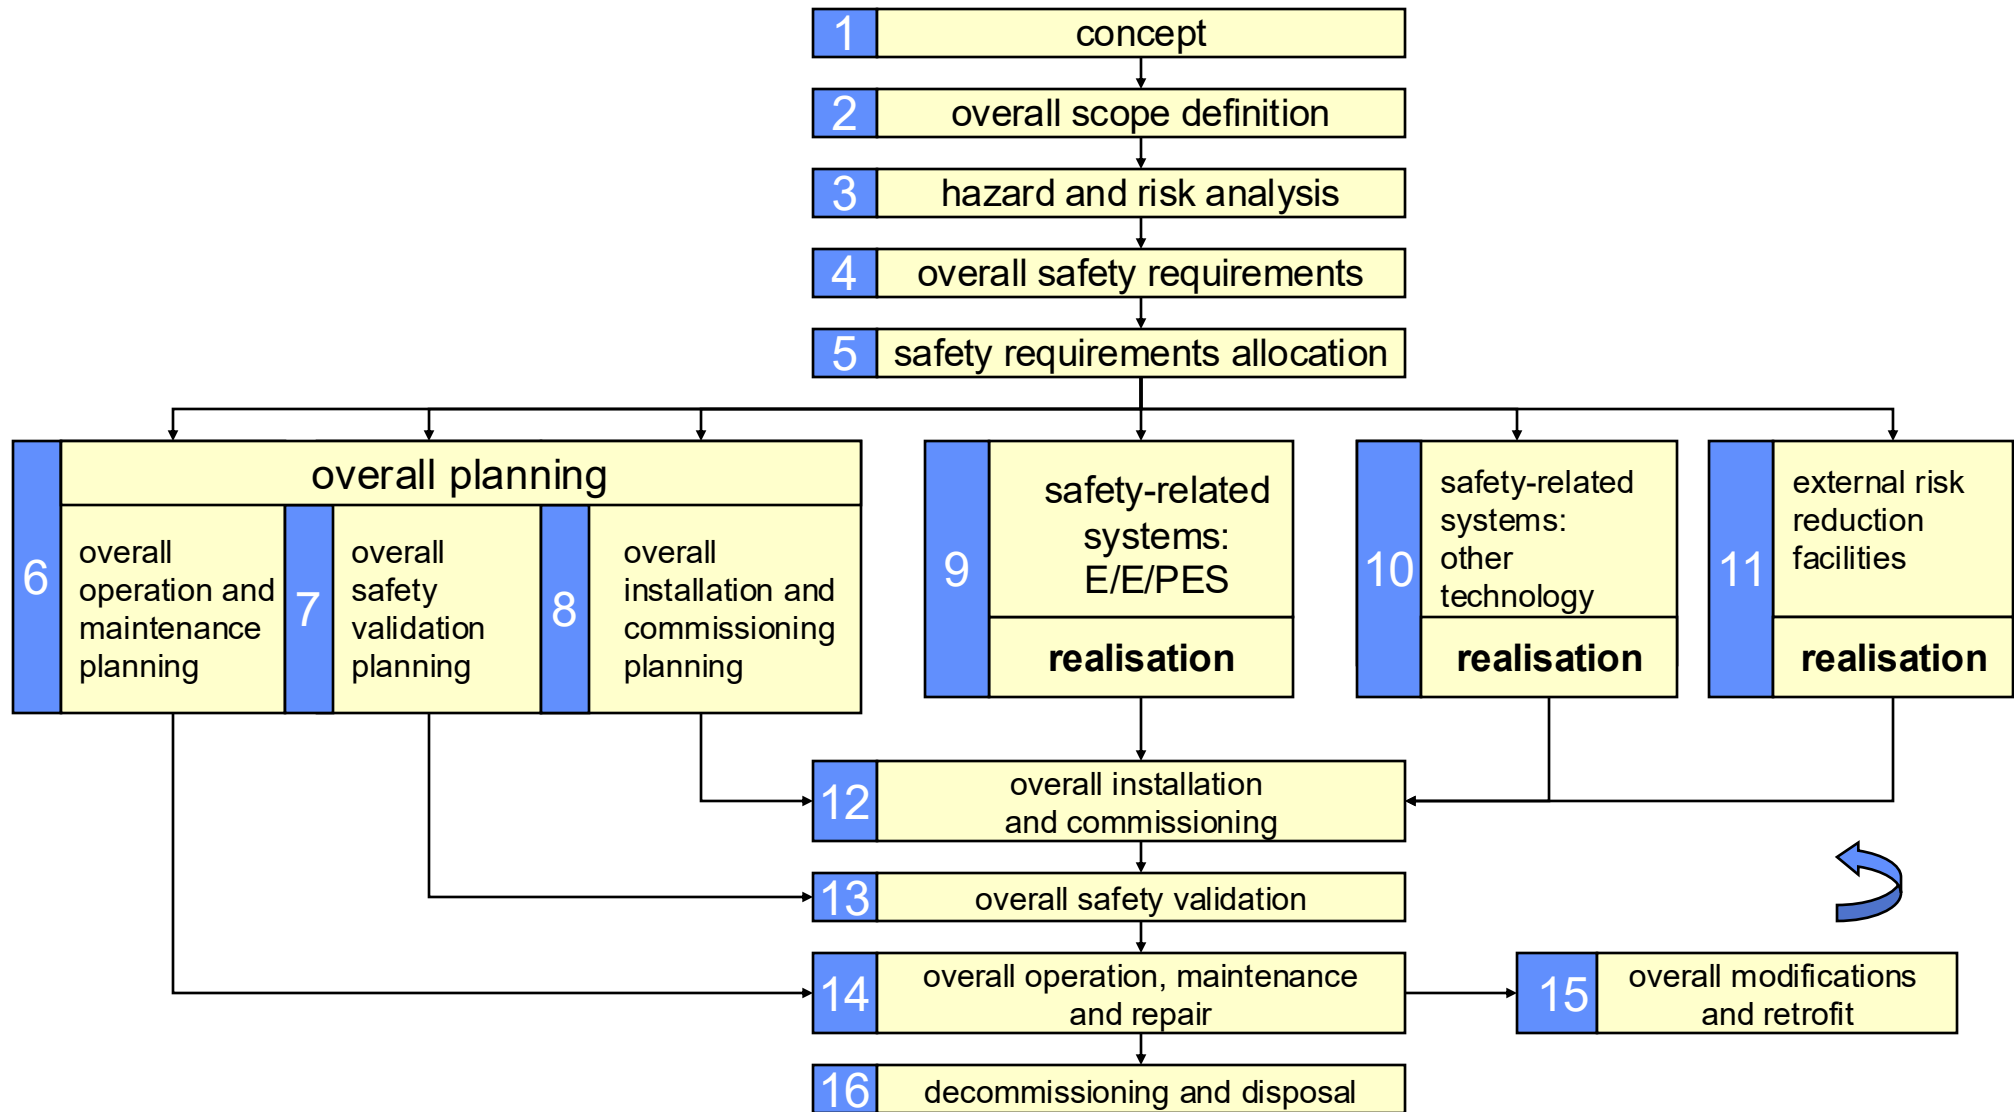 1
concept
2
overall scope definition
3
hazard and risk analysis
4
overall safety requirements
5
safety requirements allocation
overall planning
6
overall
operation and
maintenance
planning
7
overall
safety
validation
planning
8
overall
installation and
commissioning
planning
9
safety-related
systems:
E/E/PES
realisation
10
safety-related
systems:
other
technology
realisation
11
external risk
reduction
facilities
realisation
12
overall installation
and commissioning
13
overall safety validation
14
overall operation, maintenance
and repair
15
overall modifications
and retrofit
16
decommissioning and disposal